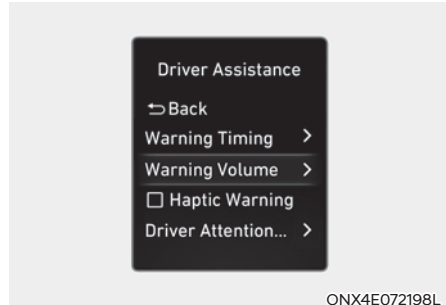 Driver Assistance
Back
Warning Timing >
Warning Volume >
Haptic Warning
Driver Attention... >
ONX4E072198L